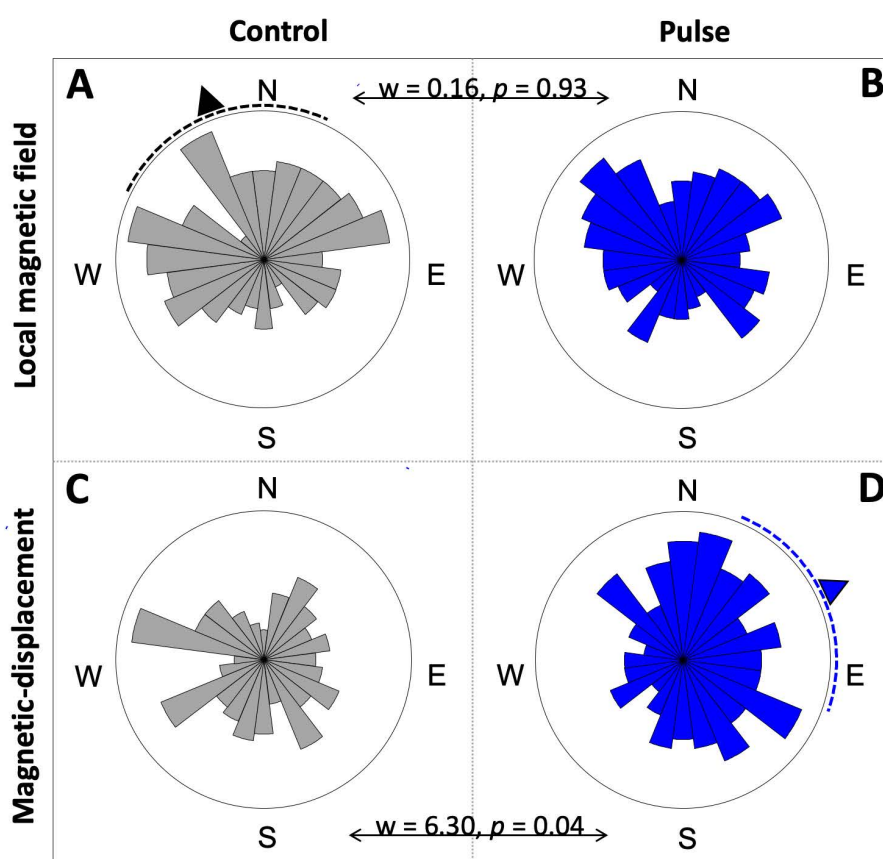 Control
Pulse
Local magnetic field
A
N
W
E
S
w = 0.16, p = 0.93
B
N
W
E
S
Magnetic-displacement
C
N
W
E
S
D
N
W
E
S
w = 6.30, p = 0.04